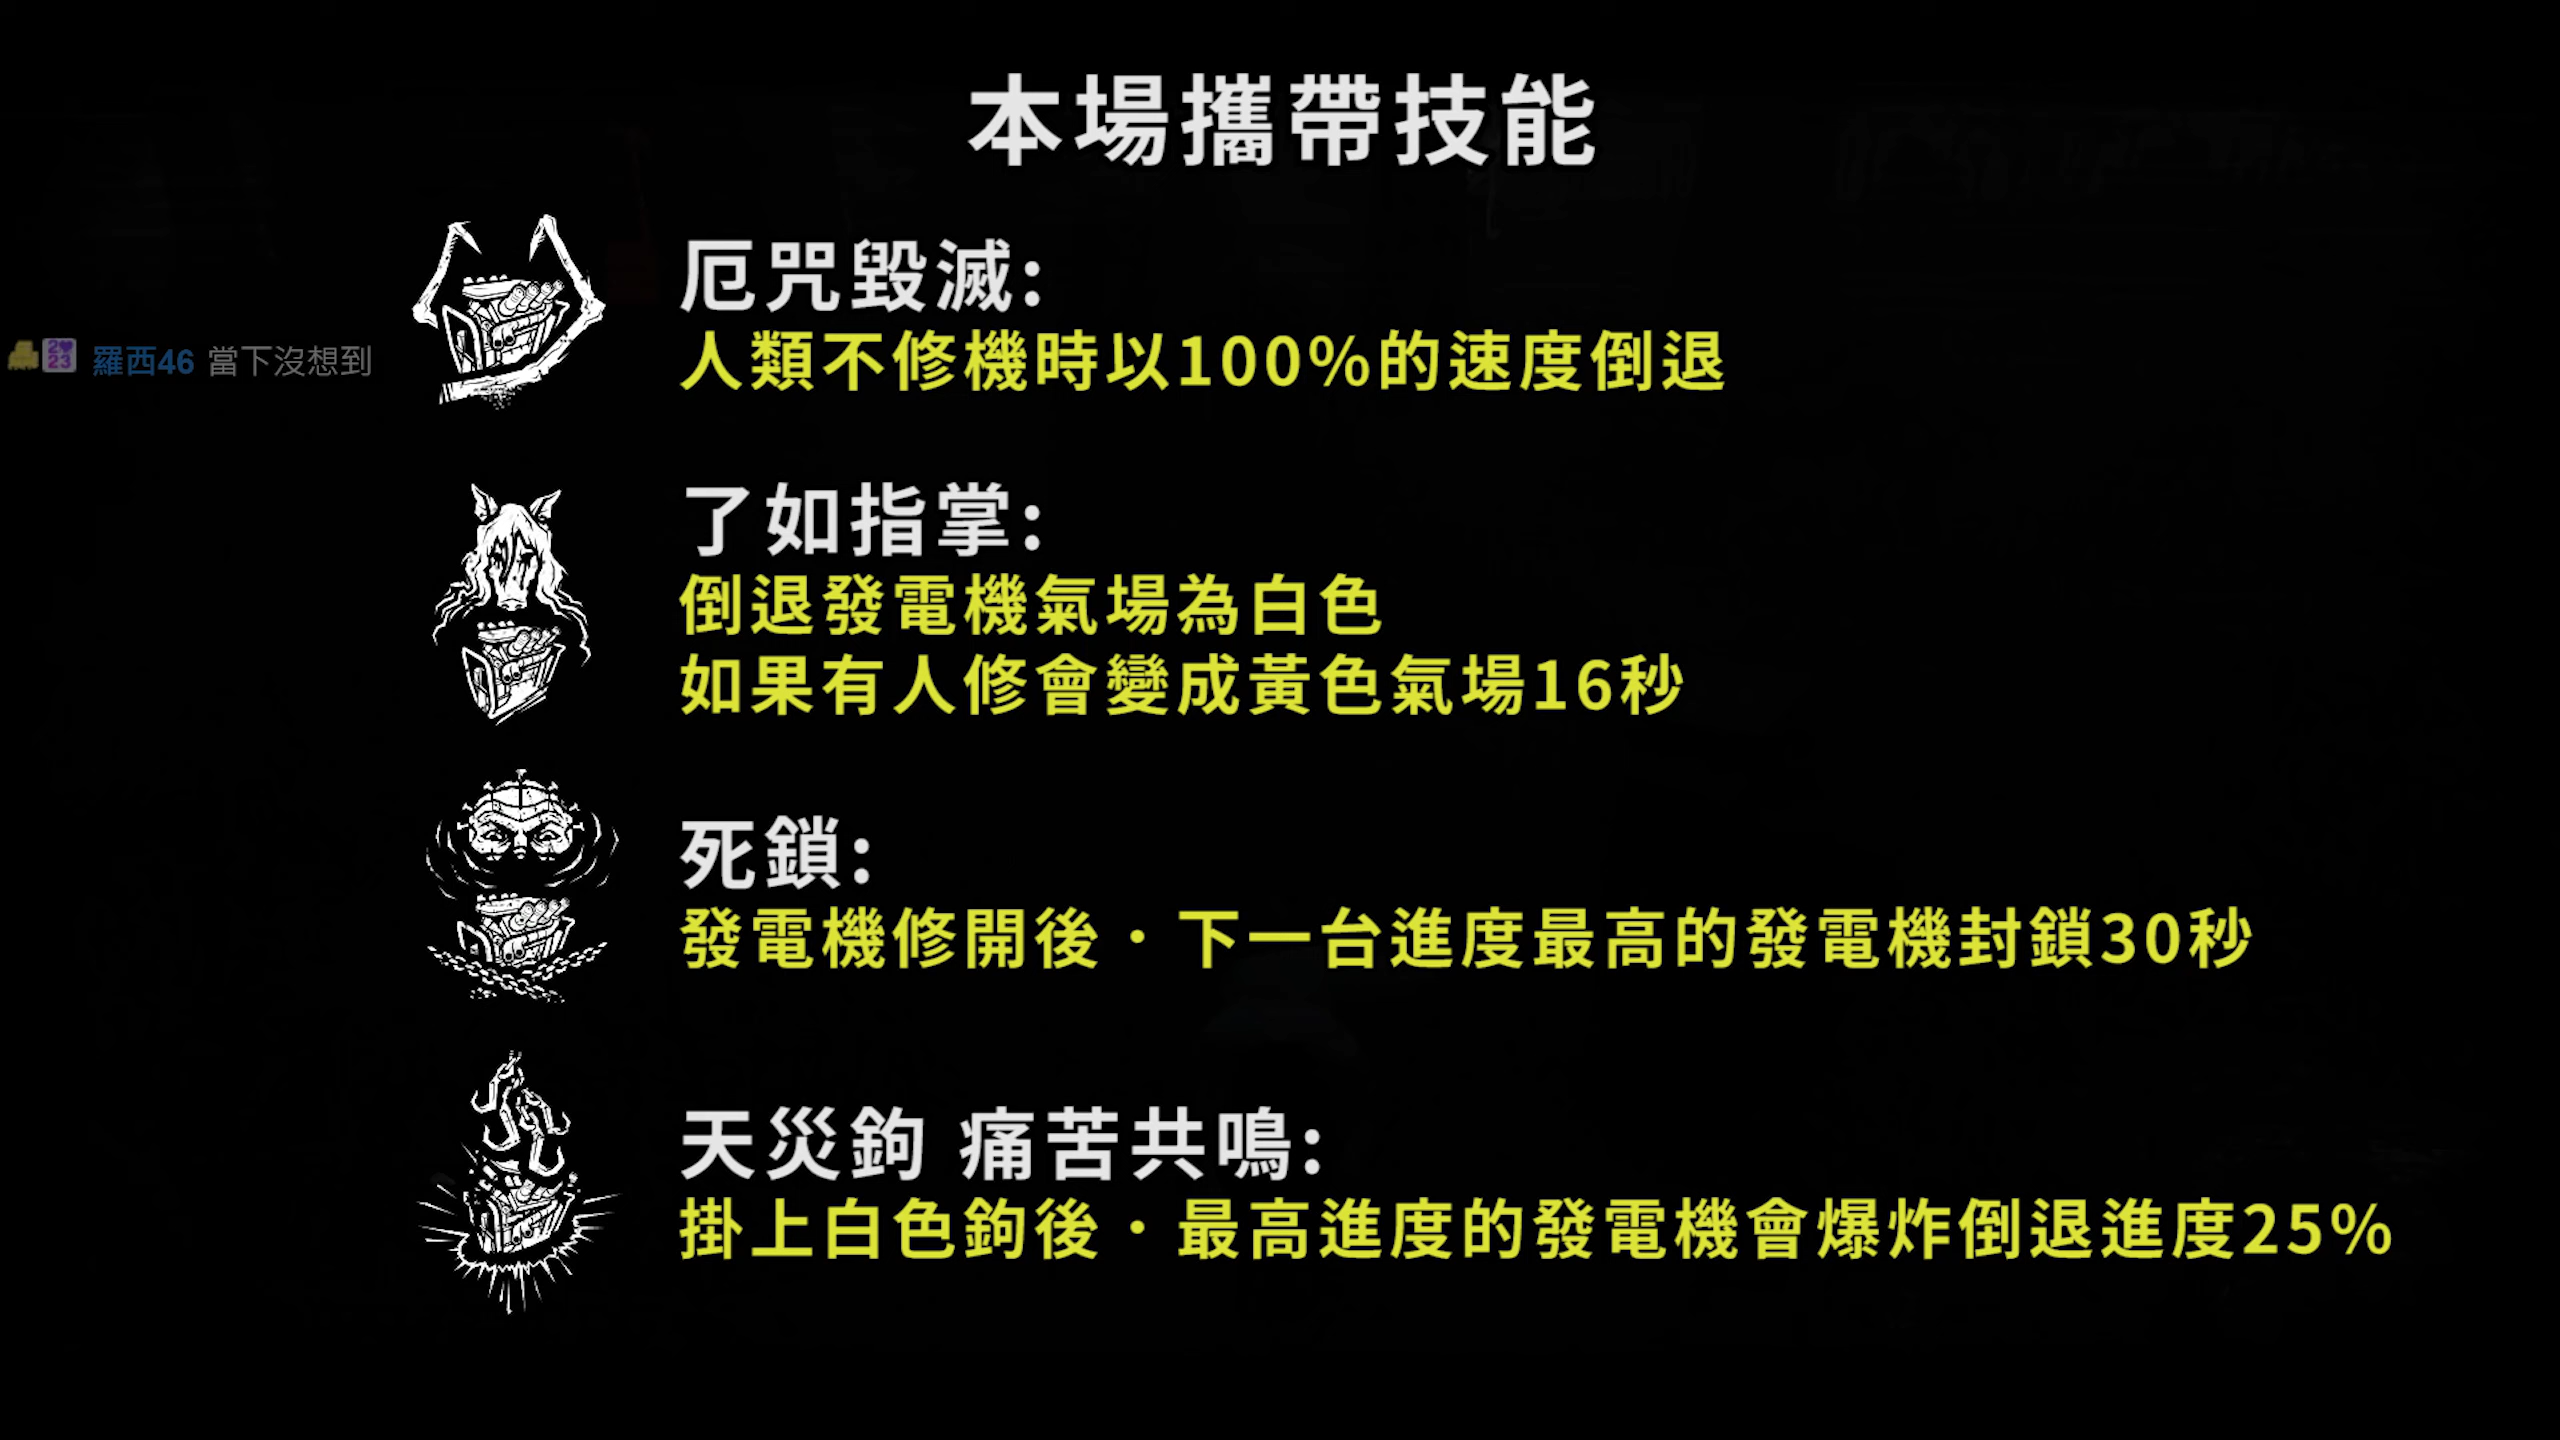 本場攜帶技能
厄咒毀滅:
人類不修機時以100%的速度倒退
羅西46 當下沒想到
了如指掌:
倒退發電機氣場為白色
如果有人修會變成黃色氣場16秒
死鎖:
發電機修開後·下一台進度最高的發電機封鎖30秒
天災鉤 痛苦共鳴:
掛上白色鉤後·最高進度的發電機會爆炸倒退進度25%